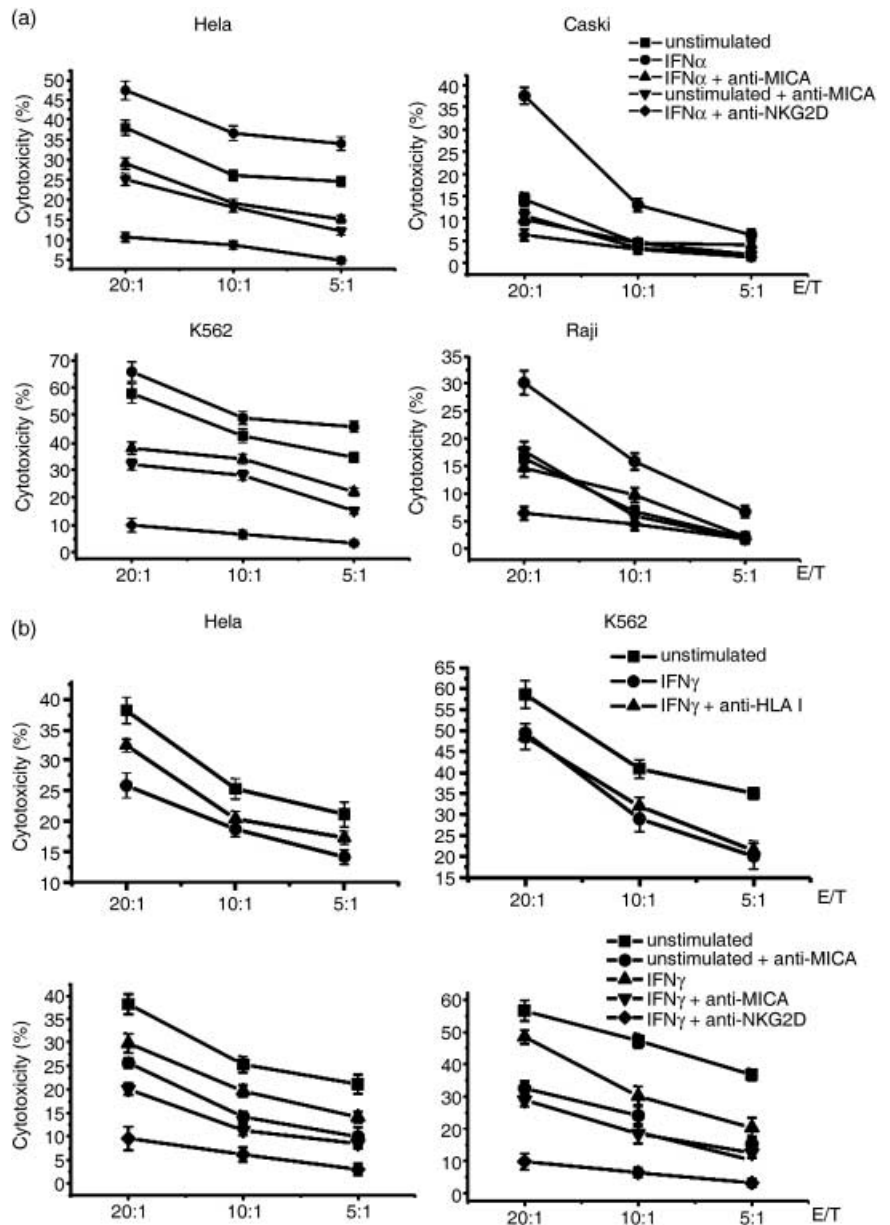 (a)
Hela
Caski
unstimulated
IFNα
IFNα + anti-MICA
unstimulated + anti-MICA
IFNα + anti-NKG2D
Cytotoxicity (%)
50
45
40
35
30
25
20
15
10
5
20:1 10:1 5:1
Cytotoxicity (%)
40
35
30
25
20
15
10
5
0
20:1 10:1 5:1 E/T
K562
Raji
Cytotoxicity (%)
70
60
50
40
30
20
10
0
20:1 10:1 5:1
Cytotoxicity (%)
35
30
25
20
15
10
5
0
20:1 10:1 5:1 E/T
(b)
Hela
K562
unstimulated
IFNγ
IFNγ + anti-HLA I
Cytotoxicity (%)
40
35
30
25
20
15
10
20:1 10:1 5:1
65
60
55
50
45
40
35
30
25
20
15
20:1 10:1 5:1 E/T
unstimulated
unstimulated + anti-MICA
IFNγ
IFNγ + anti-MICA
IFNγ + anti-NKG2D
Cytotoxicity (%)
40
35
30
25
20
15
10
5
0
20:1 10:1 5:1
60
50
40
30
20
10
0
20:1 10:1 5:1 E/T